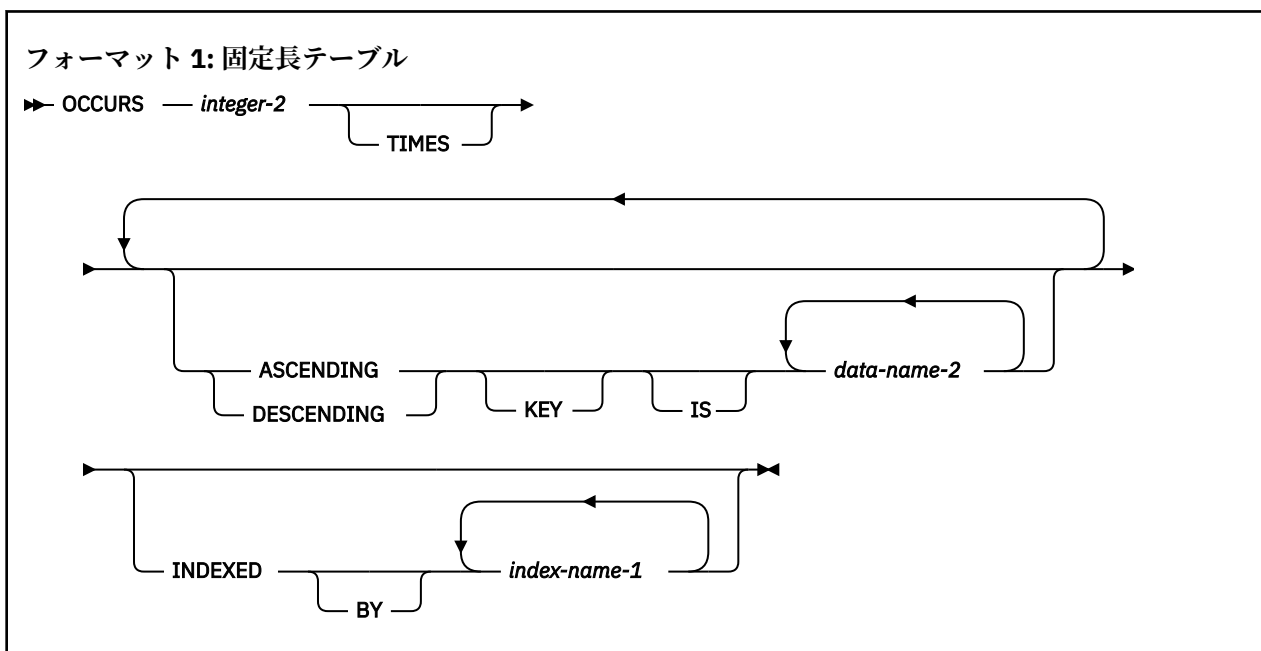 フォーマット 1: 固定長テーブル
OCCURS integer-2
TIMES
ASCENDING data-name-2
DESCENDING KEY IS
INDEXED index-name-1
BY